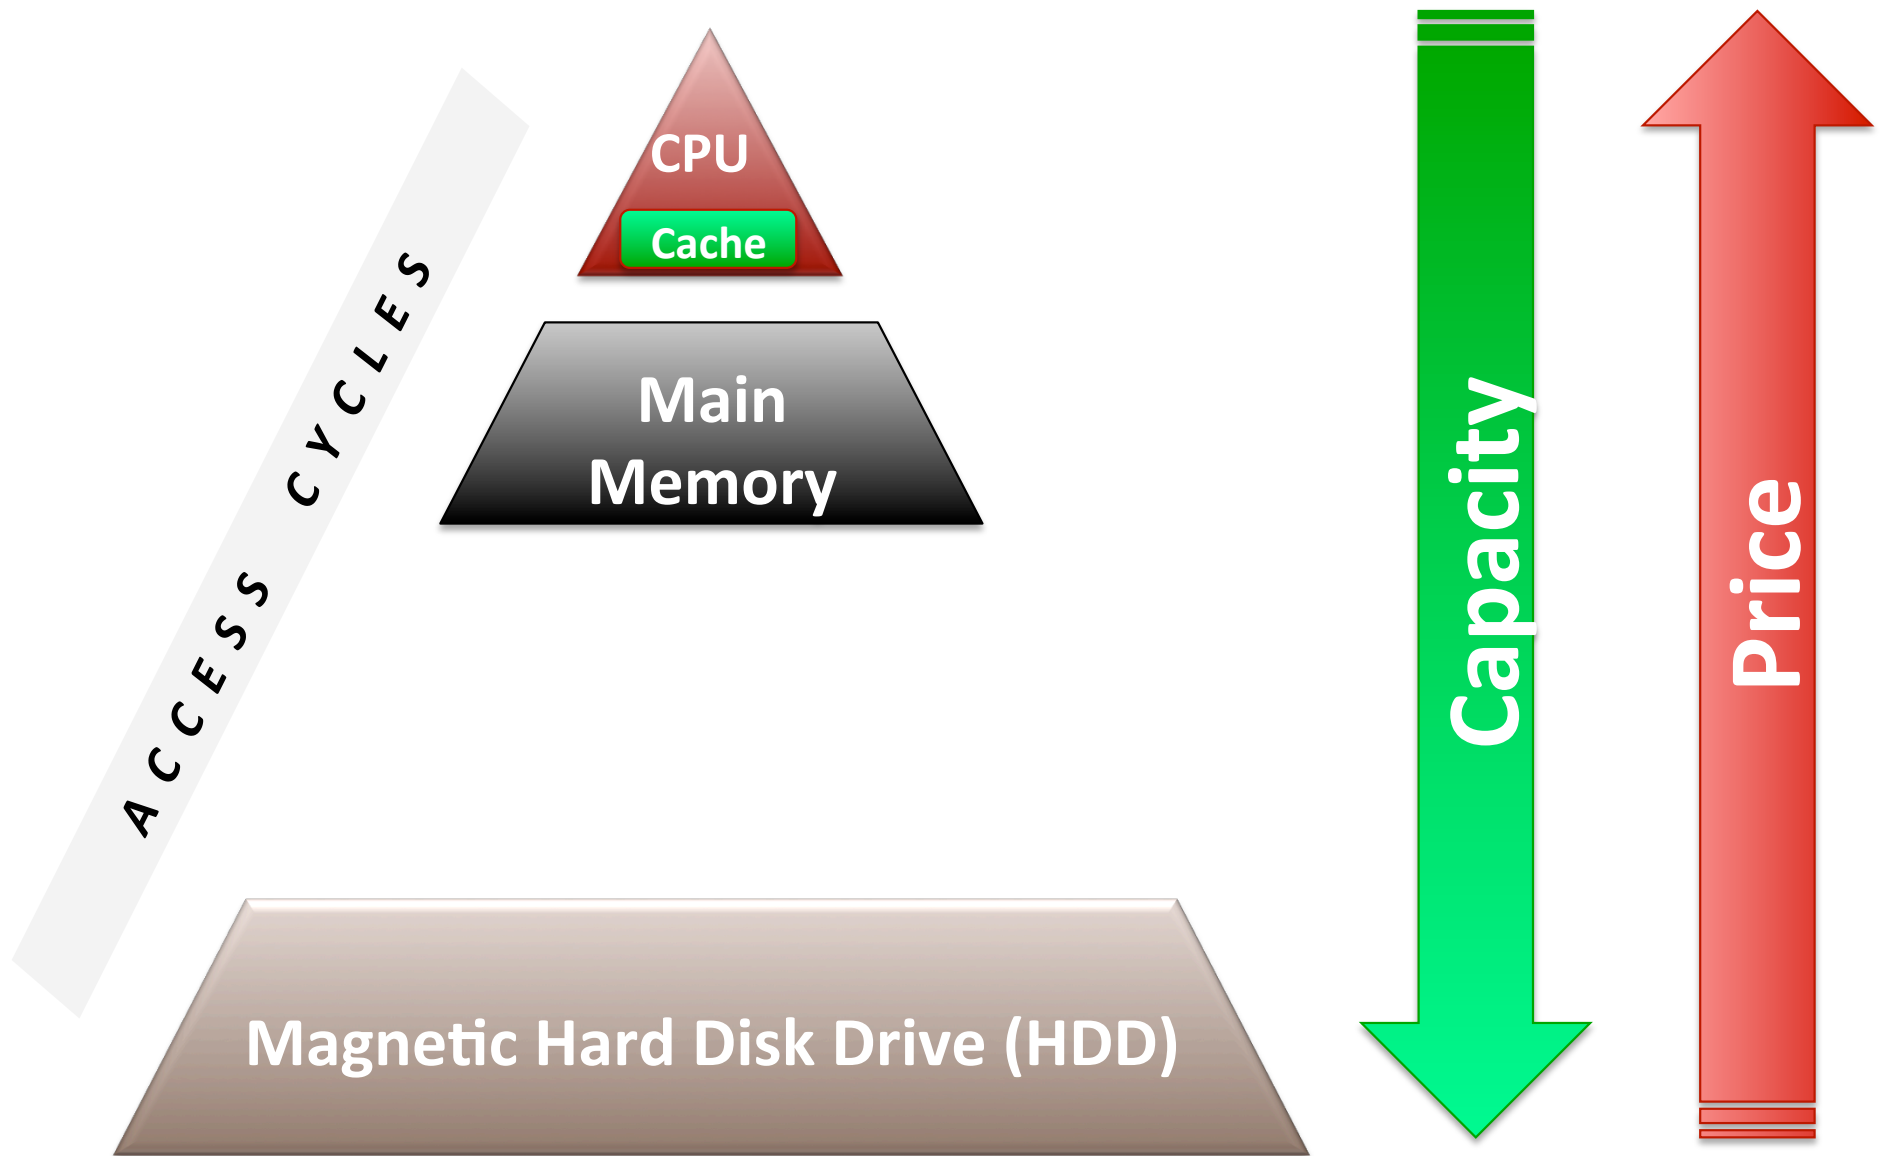 CPU
Cache
Main
Memory
Magnetic Hard Disk Drive (HDD)
ACCESS CYCLES
Capacity
Price